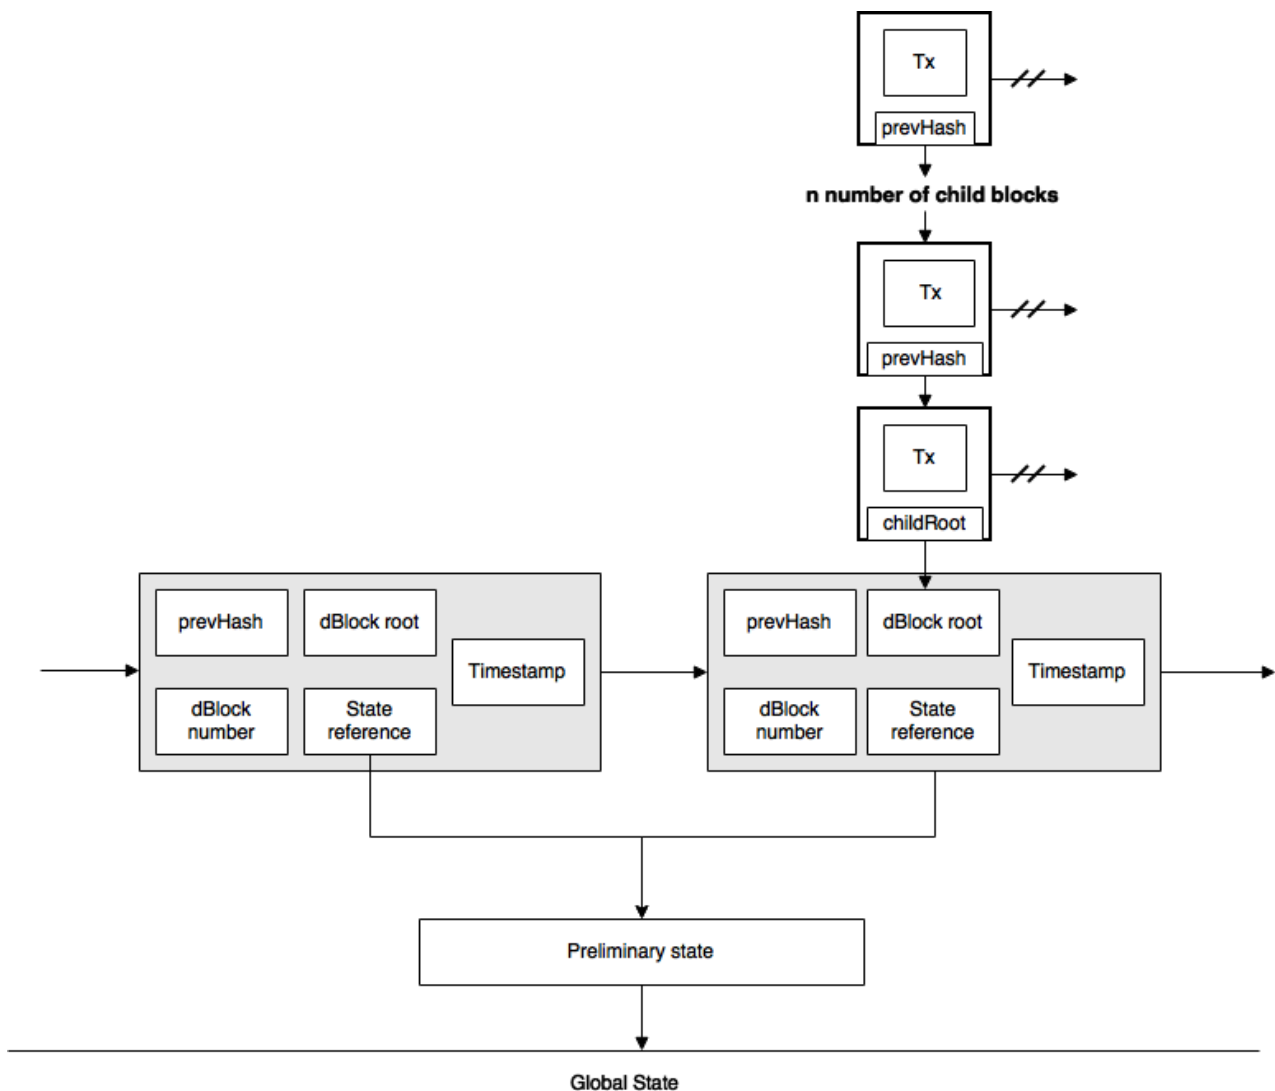 Tx
prevHash
n number of child blocks
Tx
prevHash
Tx
childRoot
prevHash
dBlock root
Timestamp
dBlock
number
State
reference
prevHash
dBlock root
Timestamp
dBlock
number
State
reference
Preliminary state
Global State